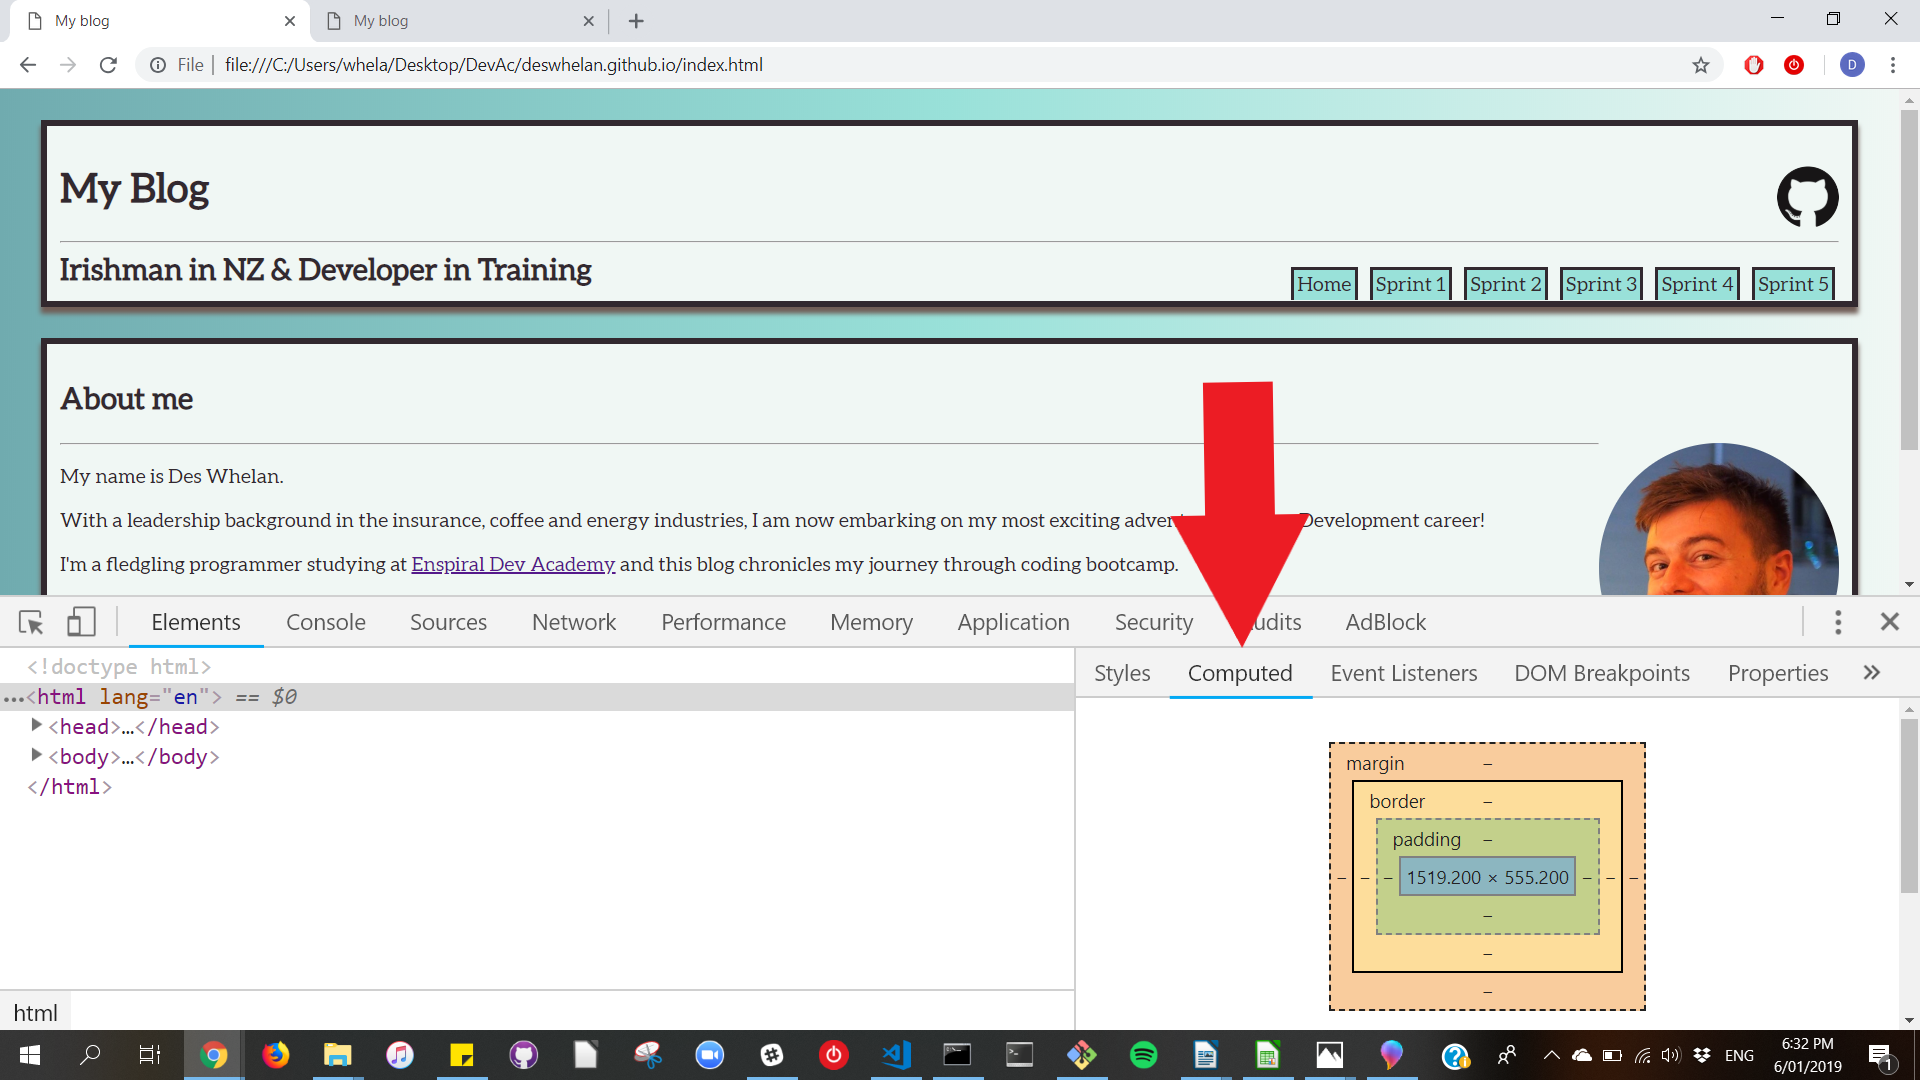 My blog
My blog
File
file:///C:/Users/whela/Desktop/DevAc/deswhelan.github.io/index.html
D
My Blog
Irishman in NZ & Developer in Training
Home
Sprint 1
Sprint 2
Sprint 3
Sprint 4
Sprint 5
About me
My name is Des Whelan.
With a leadership background in the insurance, coffee and energy industries, I am now embarking on my most exciting Development career!
I'm a fledgling programmer studying at Enspiral Dev Academy and this blog chronicles my journey through coding bootcamp.
Elements
Console
Sources
Network
Performance
Memory
Application
Security
AdBlock
<!doctype html>
...<html lang="en"> == $0
<head>…</head>
<body>…</body>
</html>
html
Styles
Computed
Event Listeners
DOM Breakpoints
Properties
»
margin –
border –
padding –
– – – 1519.200 × 555.200 – – –
–
–
–
ENG
6:32 PM
6/01/2019
1